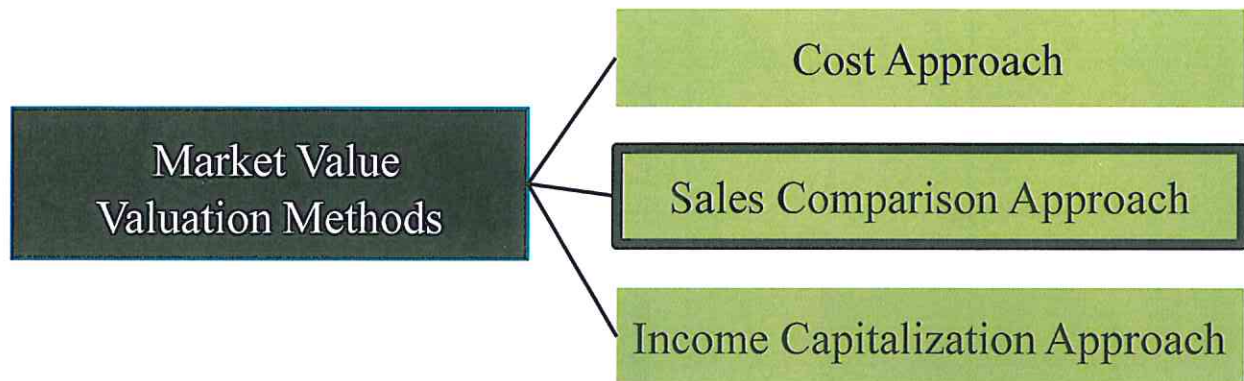 Market Value
Valuation Methods
Cost Approach
Sales Comparison Approach
Income Capitalization Approach